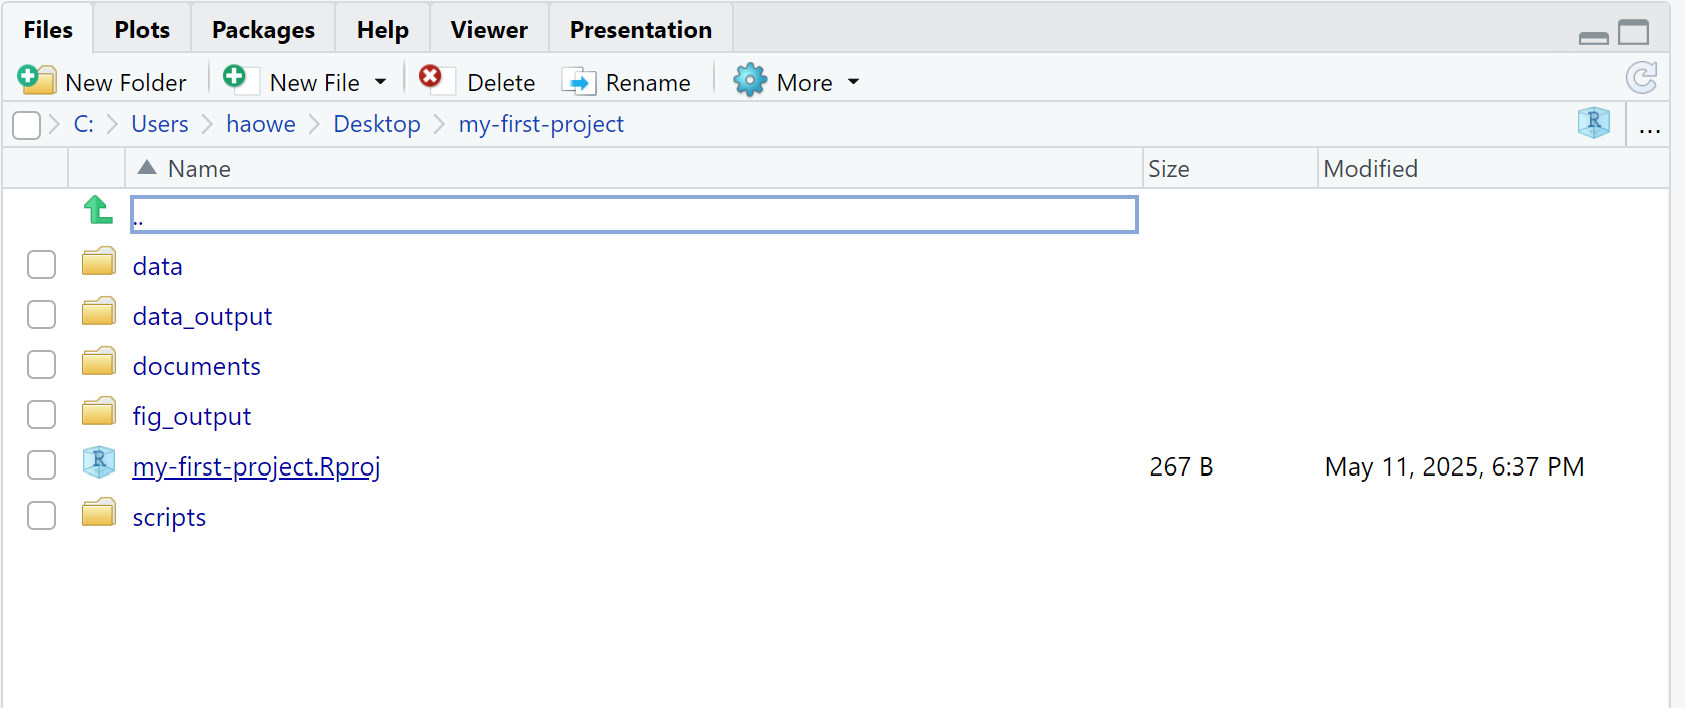 Files Plots Packages Help Viewer Presentation
New Folder New File Delete Rename More
C: Users haowe Desktop my-first-project R ...
Name Size Modified
..
data
data_output
documents
fig_output
R my-first-project.Rproj 267 B May 11, 2025, 6:37 PM
scripts